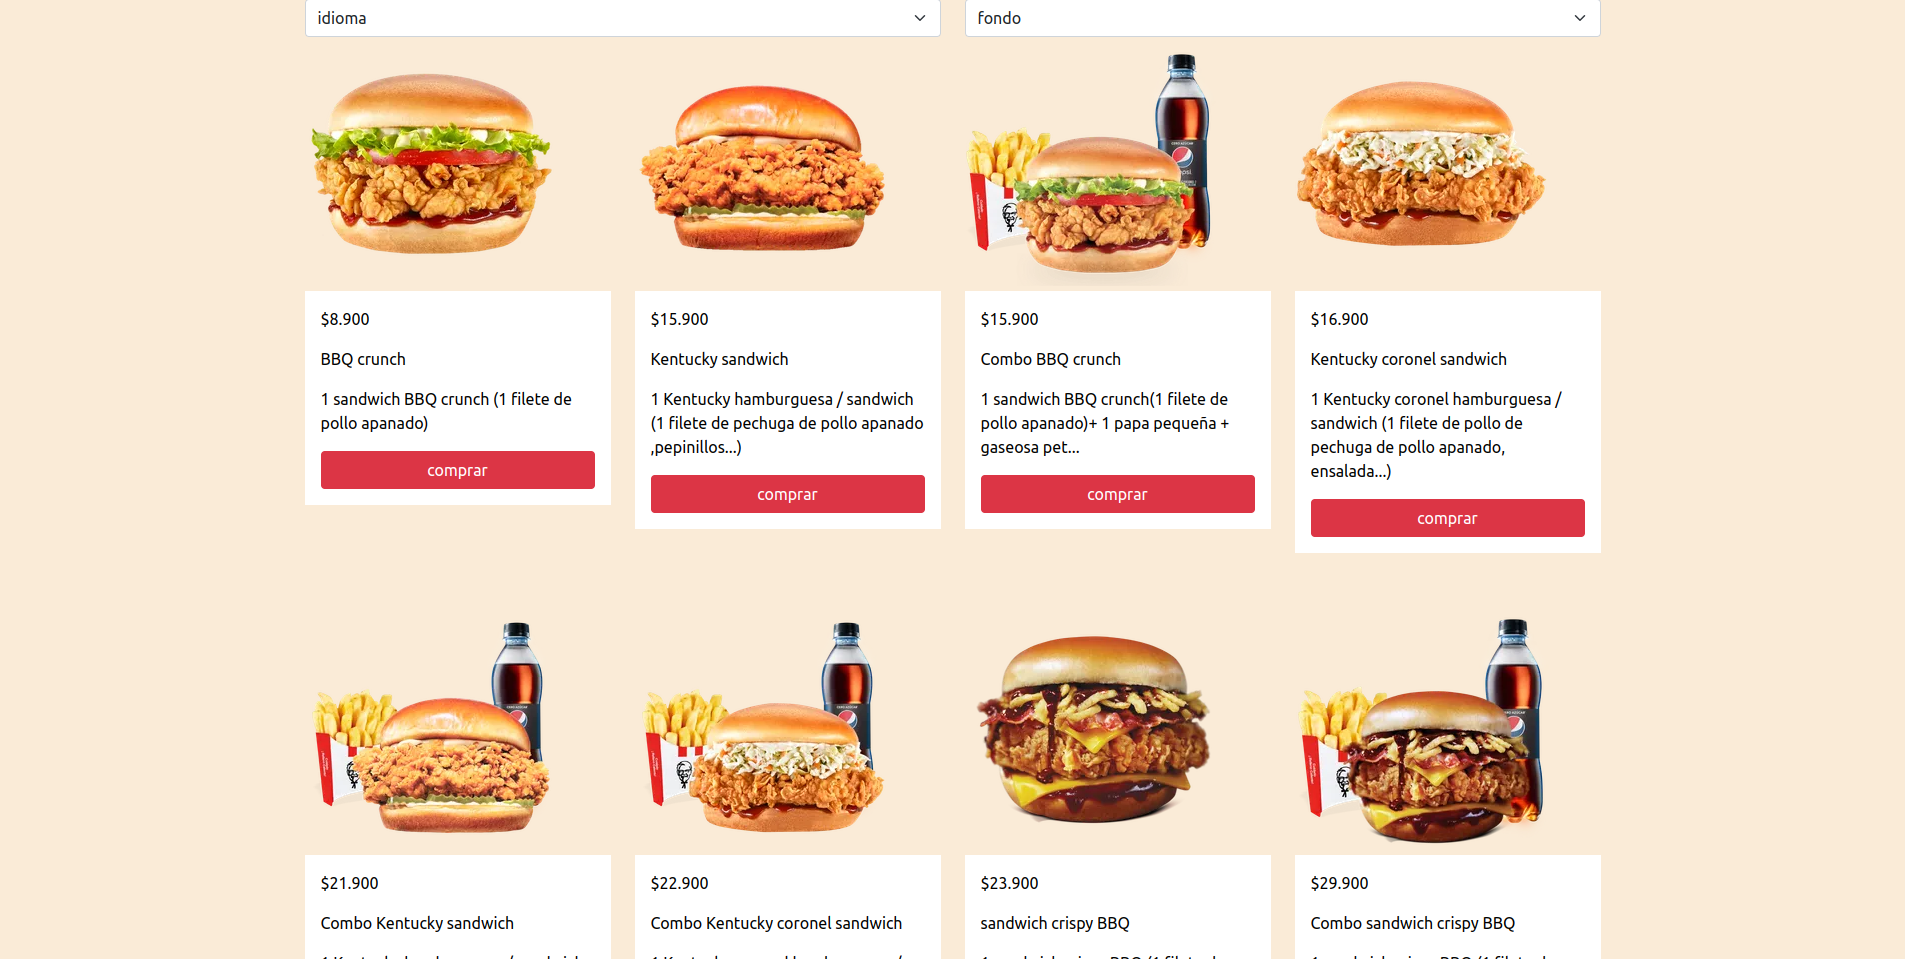 idioma
fondo
$8.900
BBQ crunch
1 sandwich BBQ crunch (1 filete de
pollo apanado)
comprar
$15.900
Kentucky sandwich
1 Kentucky hamburguesa / sandwich
(1 filete de pechuga de pollo apanado
,pepinillos...)
comprar
$15.900
Combo BBQ crunch
1 sandwich BBQ crunch(1 filete de
pollo apanado)+ 1 papa pequeña +
gaseosa pet...
comprar
$16.900
Kentucky coronel sandwich
1 Kentucky coronel hamburguesa /
sandwich (1 filete de pollo de
pechuga de pollo apanado,
ensalada...)
comprar
$21.900
Combo Kentucky sandwich
$22.900
Combo Kentucky coronel sandwich
$23.900
sandwich crispy BBQ
$29.900
Combo sandwich crispy BBQ